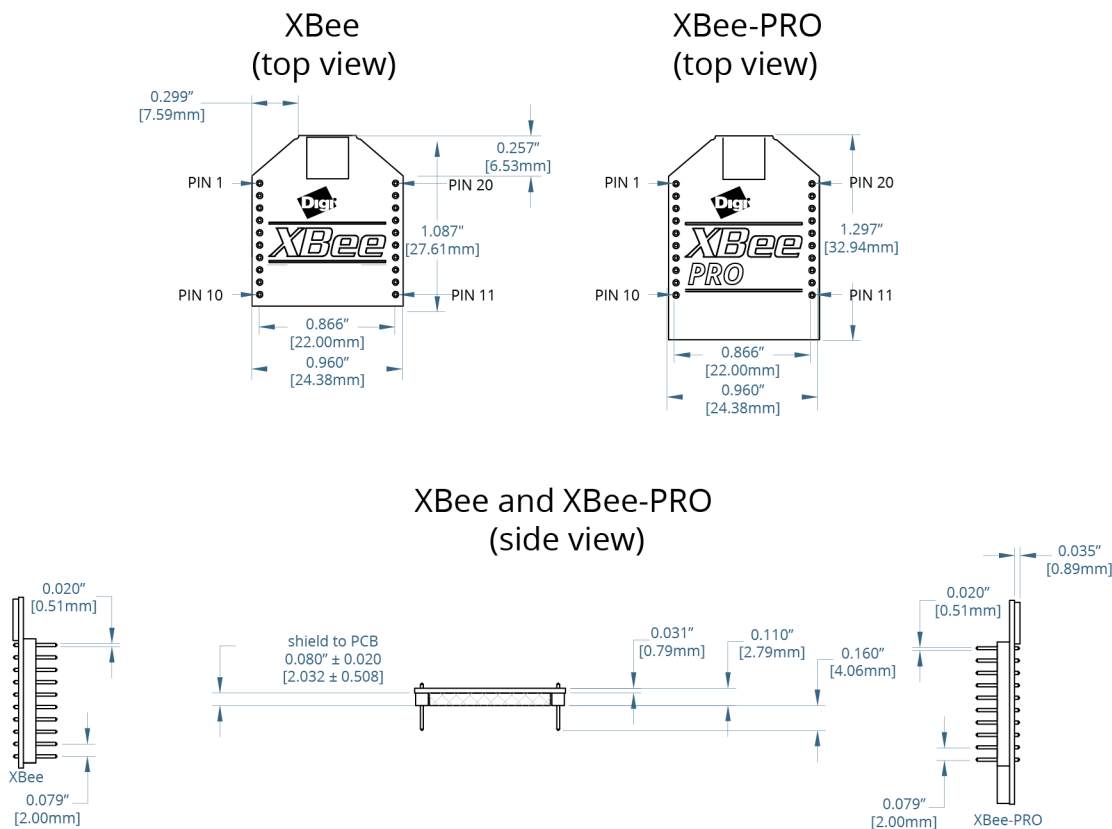 XBee
(top view)
XBee-PRO
(top view)
0.299”
[7.59mm]
0.257”
[6.53mm]
PIN 1
PIN 20
Digi
XBee
1.087”
[27.61mm]
PIN 10
PIN 11
0.866”
[22.00mm]
0.960”
[24.38mm]
PIN 1
PIN 20
Digi
XBee
PRO
1.297”
[32.94mm]
PIN 10
PIN 11
0.866”
[22.00mm]
0.960”
[24.38mm]
XBee and XBee-PRO
(side view)
0.020”
[0.51mm]
XBee
0.079”
[2.00mm]
shield to PCB
0.080” ± 0.020
[2.032 ± 0.508]
0.031”
[0.79mm]
0.110”
[2.79mm]
0.160”
[4.06mm]
0.035”
[0.89mm]
0.020”
[0.51mm]
0.079”
[2.00mm]
XBee-PRO